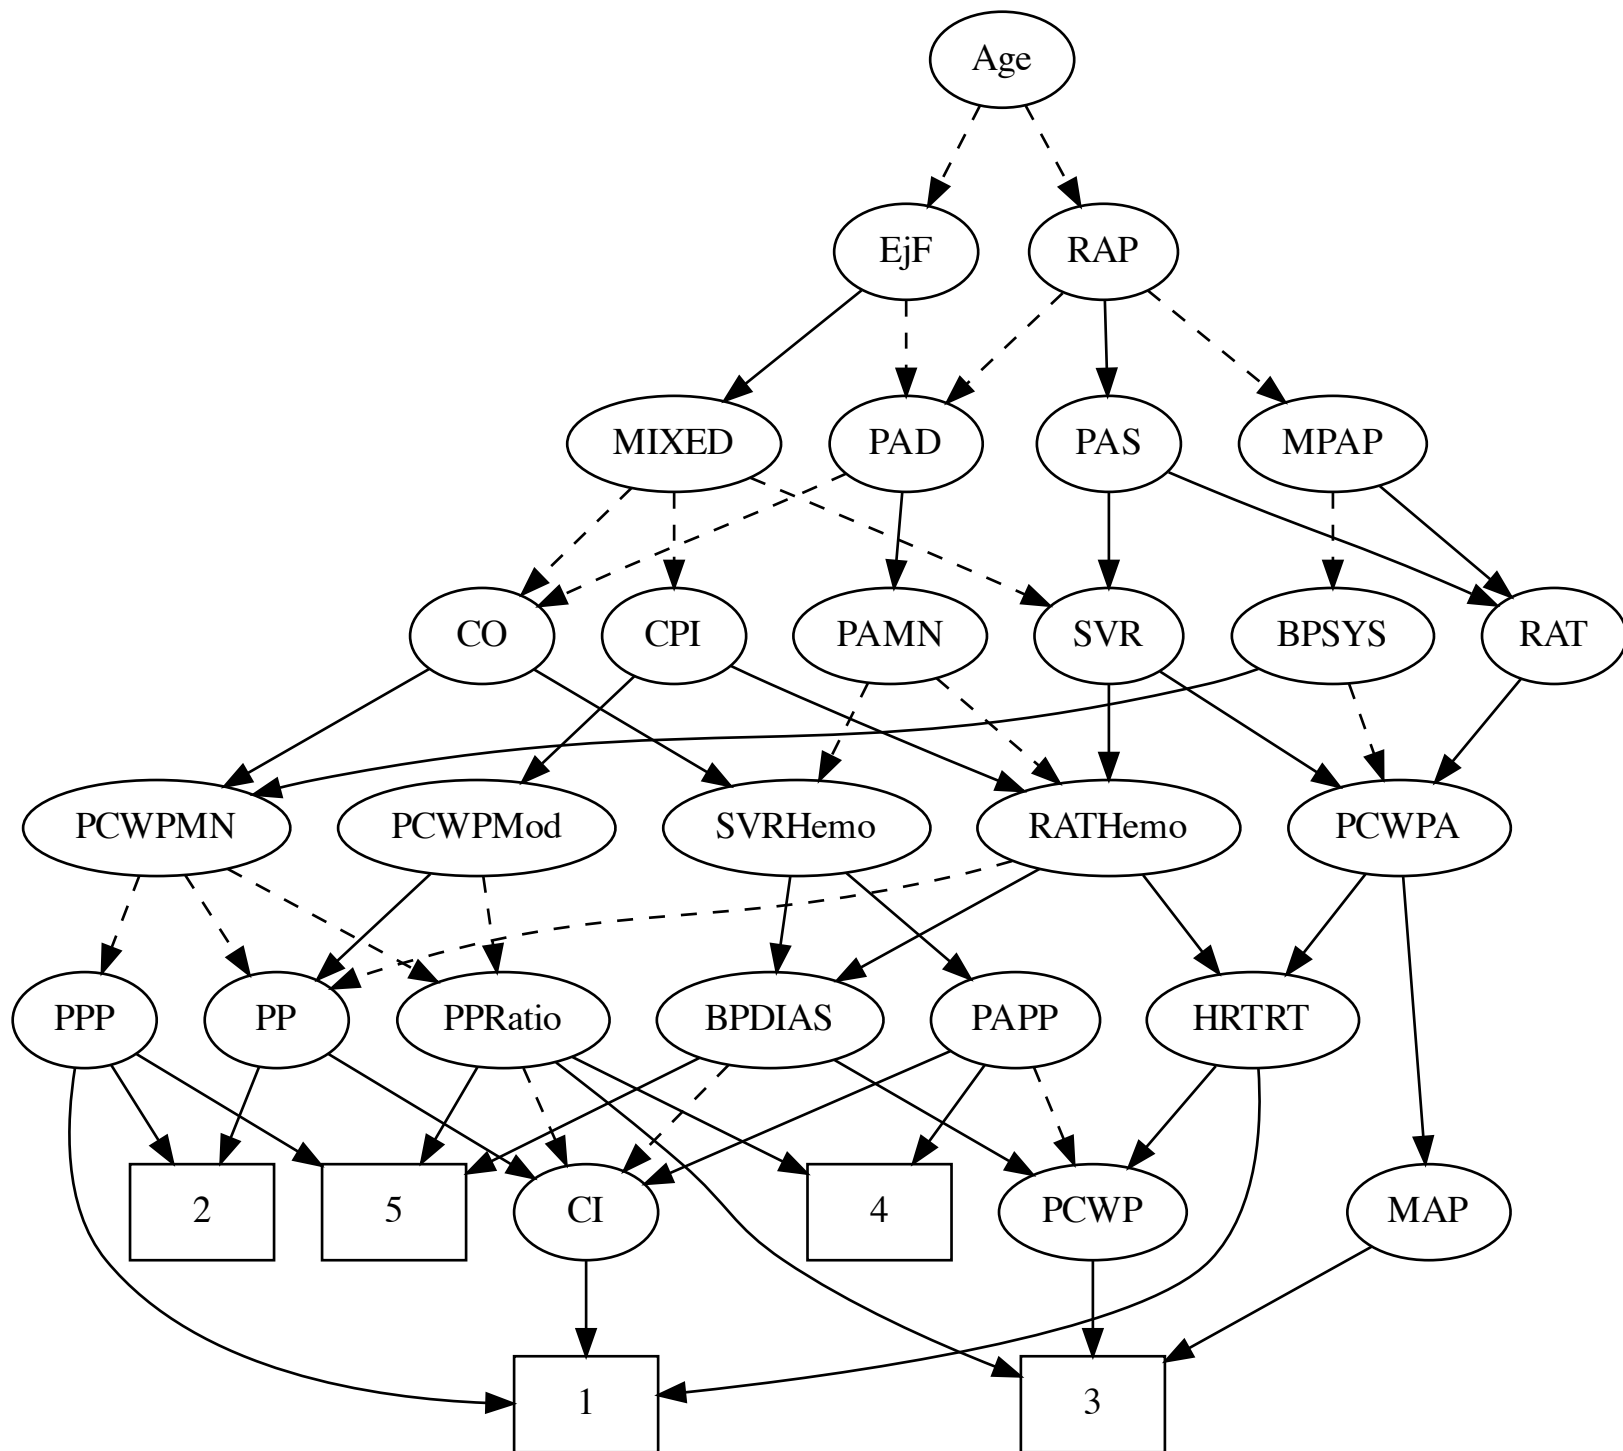 Age
EjF
RAP
MIXED
PAD
PAS
MPAP
CO
CPI
PAMN
SVR
BPSYS
RAT
PCWPMN
PCWPMod
SVRHemo
RATHemo
PCWPA
PPP
PP
PPRatio
BPDIAS
PAPP
HRTRT
2
5
CI
4
PCWP
MAP
1
3